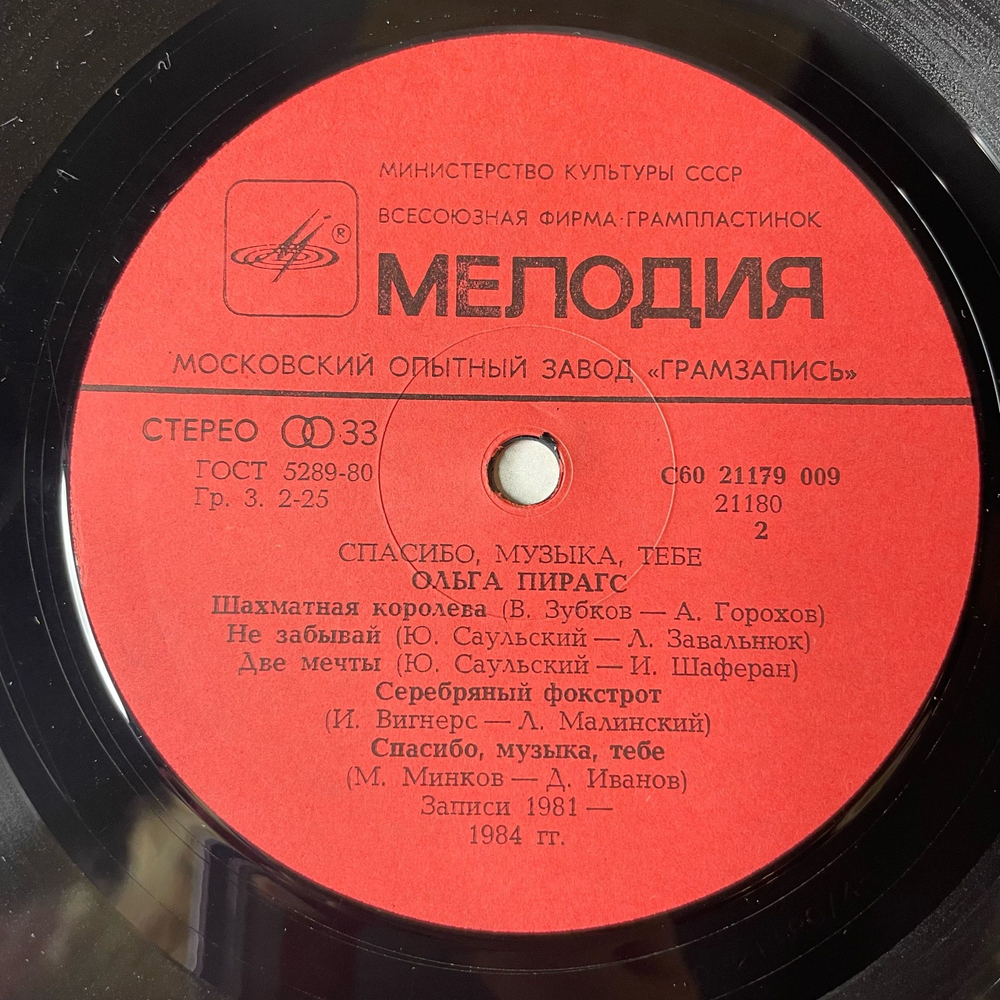 МИНИСТЕРСТВО КУЛЬТУРЫ СССР
ВСЕСОЮЗНАЯ ФИРМА ГРАМПЛАСТИНОК
®
МЕЛОДИЯ
МОСКОВСКИЙ ОПЫТНЫЙ ЗАВОД «ГРАМЗАПИСЬ»
СТЕРЕО 33
ГОСТ 5289-80
Гр. 3. 2-25
С60 21179 009
21180
2
СПАСИБО, МУЗЫКА, ТЕБЕ
ОЛЬГА ПИРАГС
Шахматная королева (В. Зубков — А. Горохов)
Не забывай (Ю. Саульский — Л. Завальнюк)
Две мечты (Ю. Саульский — И. Шаферан)
Серебряный фокстрот
(И. Вигнерс — Л. Малинский)
Спасибо, музыка, тебе
(М. Минков — Д. Иванов)
Записи 1981 —
1984 гг.